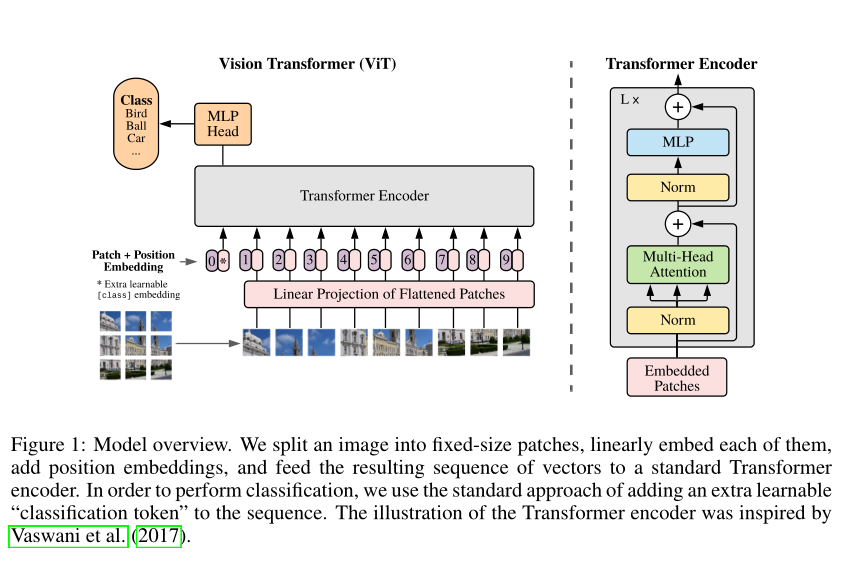 Vision Transformer (ViT)
Transformer Encoder
Class
Bird
Ball
Car
...
MLP
Head
Transformer Encoder
Patch + Position
Embedding
0 * 1 2 3 4 5 6 7 8 9
* Extra learnable
[class] embedding
Linear Projection of Flattened Patches
L ×
+
MLP
Norm
+
Multi-Head
Attention
Norm
Embedded
Patches
Figure 1: Model overview. We split an image into fixed-size patches, linearly embed each of them,
add position embeddings, and feed the resulting sequence of vectors to a standard Transformer
encoder. In order to perform classification, we use the standard approach of adding an extra learnable
“classification token” to the sequence. The illustration of the Transformer encoder was inspired by
Vaswani et al. (2017).